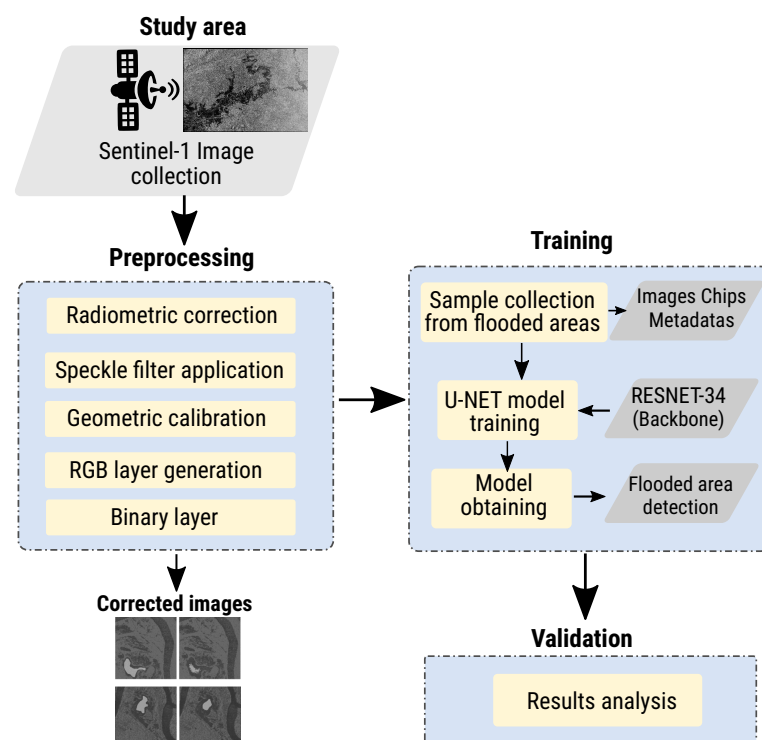 Study area
Sentinel-1 Image
collection
Preprocessing
Radiometric correction
Speckle filter application
Geometric calibration
RGB layer generation
Binary layer
Corrected images
Training
Sample collection
from flooded areas
Images Chips
Metadatas
U-NET model
training
RESNET-34
(Backbone)
Model
obtaining
Flooded area
detection
Validation
Results analysis